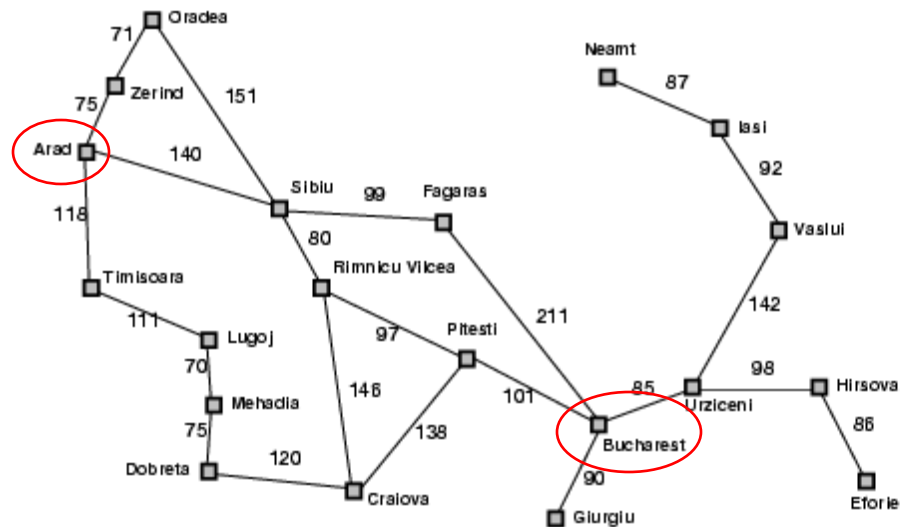 Oradea
71
Neamt
87
Zerind
75
151
Iasi
Arad
140
92
Sibiu
99
Fagaras
118
80
Vaslui
Timisoara
Rimnicu Vilcea
111
211
142
Lugoj
97
Pitesti
70
98
146
101
85
Hirsova
Mehadia
Urziceni
75
138
86
Dobreta
120
Bucharest
90
Craiova
Eforie
Giurgiu